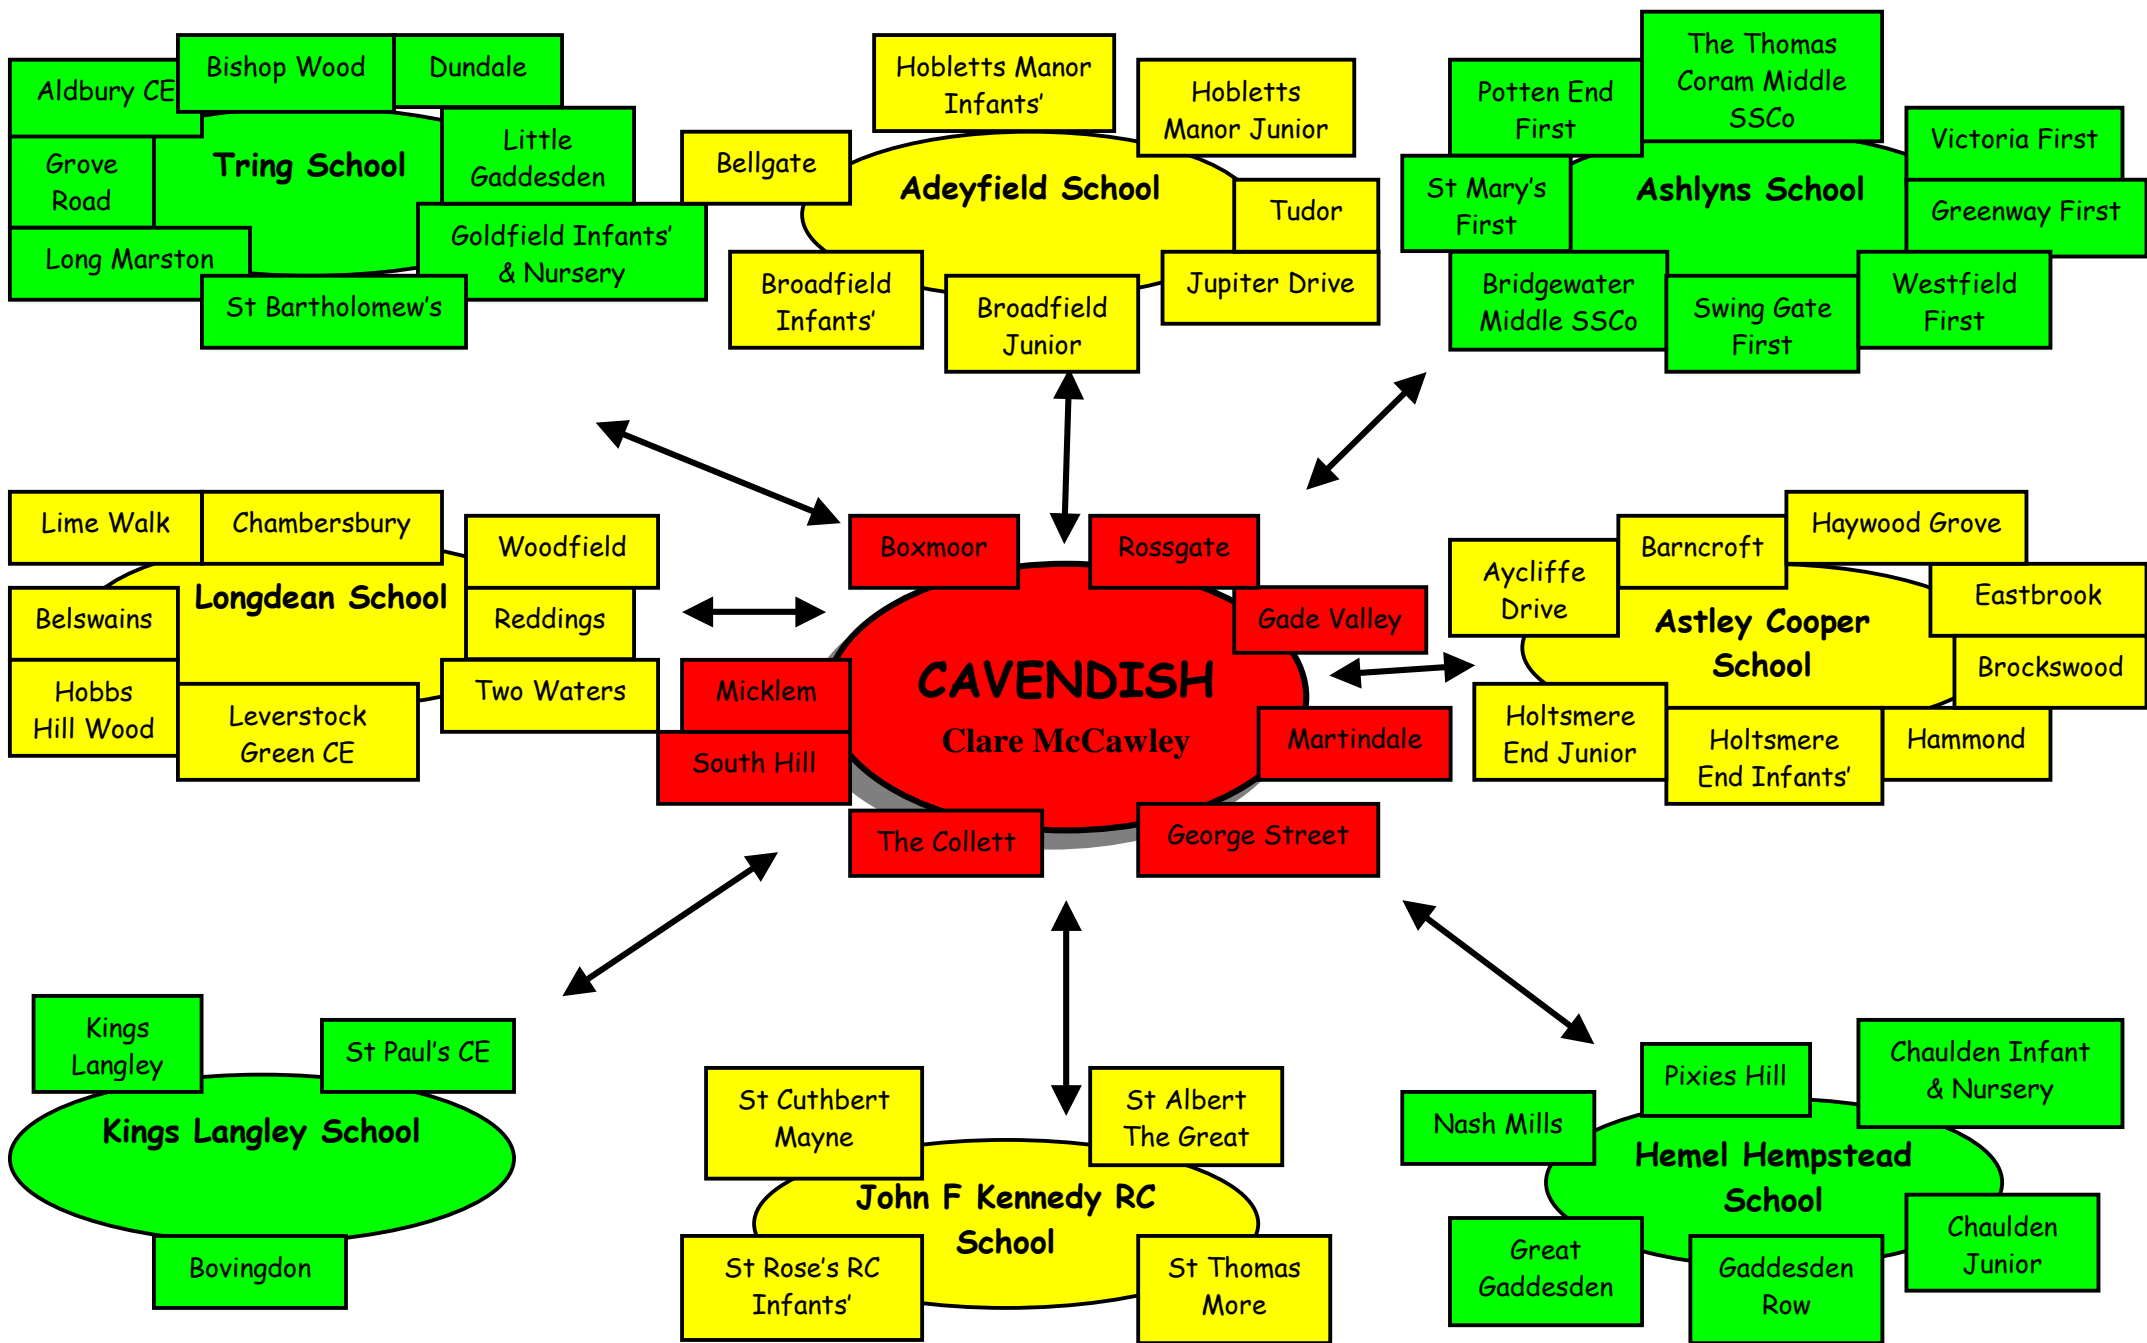 Aldbury CE
Bishop Wood
Dundale
Grove
Road
Tring School
Little
Gaddesden
Long Marston
Goldfield Infants’
& Nursery
St Bartholomew’s
Hobletts Manor
Infants’
Hobletts
Manor Junior
Bellgate
Adeyfield School
Tudor
Broadfield
Infants’
Broadfield
Junior
Jupiter Drive
The Thomas
Coram Middle
SSCo
Potten End
First
Victoria First
St Mary’s
First
Ashlyns School
Greenway First
Bridgewater
Middle SSCo
Swing Gate
First
Westfield
First
Lime Walk
Chambersbury
Woodfield
Belswains
Longdean School
Reddings
Hobbs
Hill Wood
Leverstock
Green CE
Two Waters
Boxmoor
Rossgate
Gade Valley
Micklem
CAVENDISH
Clare McCawley
Martindale
South Hill
The Collett
George Street
Haywood Grove
Barncroft
Aycliffe
Drive
Eastbrook
Astley Cooper
School
Brockswood
Holtsmere
End Junior
Holtsmere
End Infants’
Hammond
Kings
Langley
St Paul’s CE
Kings Langley School
Bovingdon
St Cuthbert
Mayne
St Albert
The Great
John F Kennedy RC
School
St Rose’s RC
Infants’
St Thomas
More
Pixies Hill
Chaulden Infant
& Nursery
Nash Mills
Hemel Hempstead
School
Great
Gaddesden
Gaddesden
Row
Chaulden
Junior